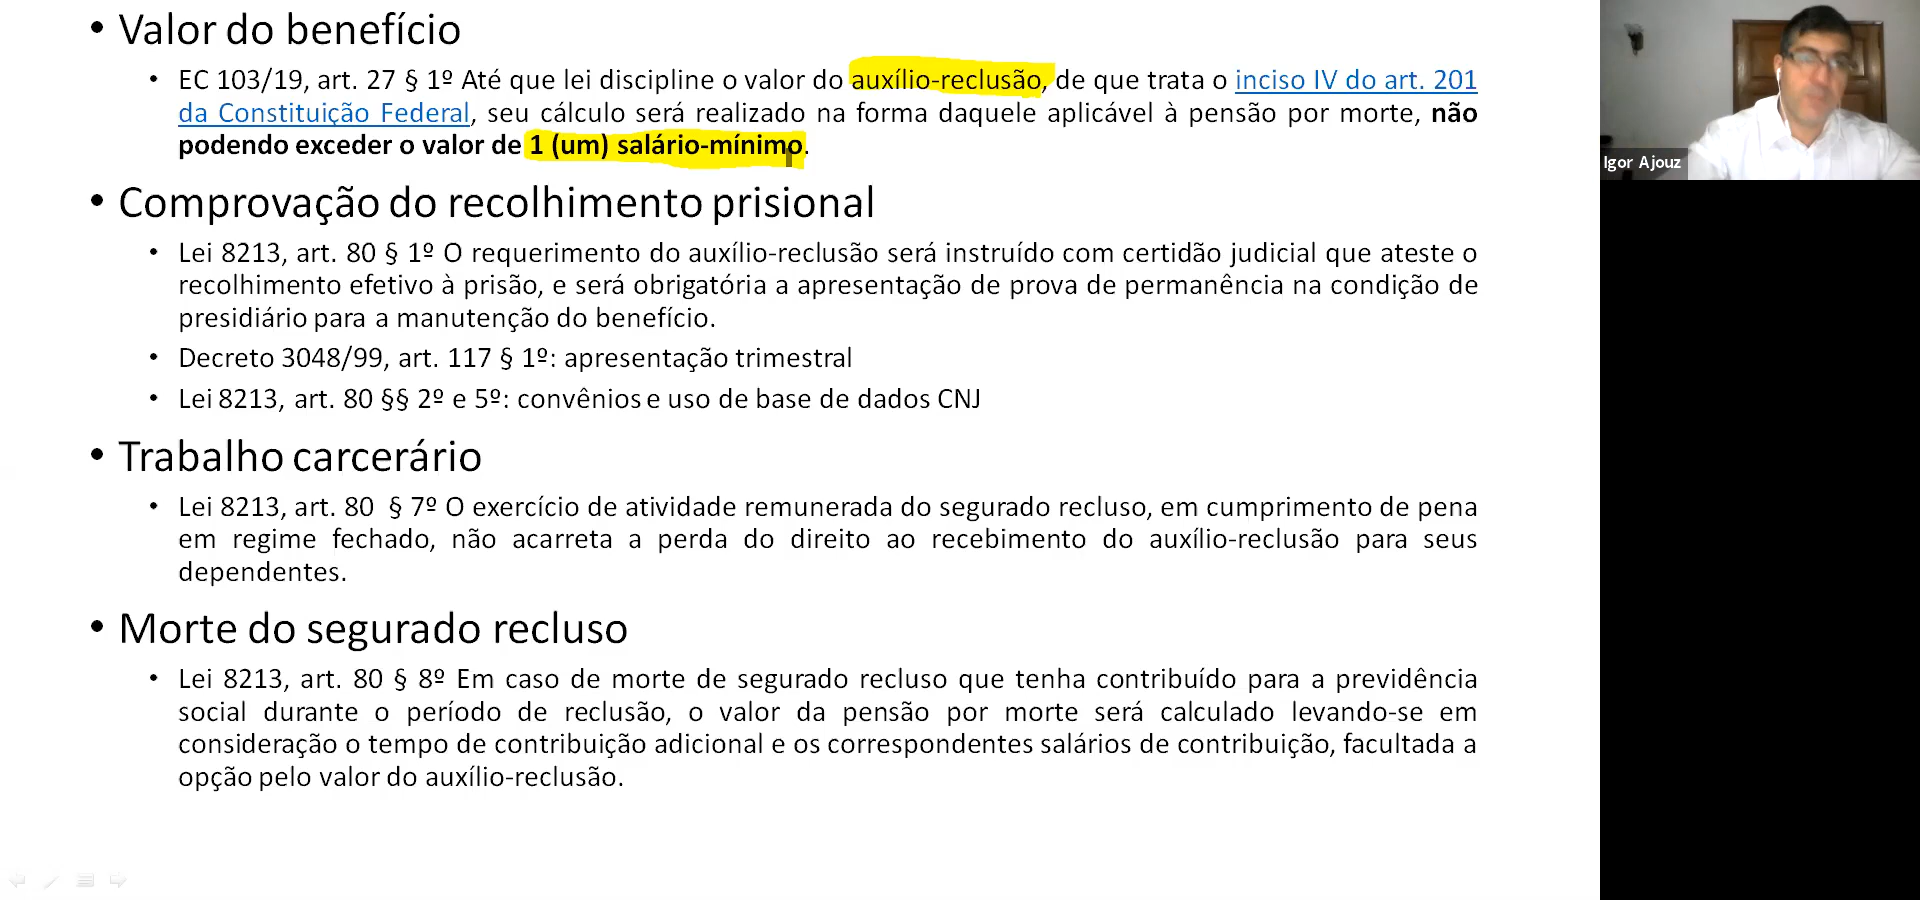 • Valor do benefício
• EC 103/19, art. 27 § 1º Até que lei discipline o valor do auxílio-reclusão, de que trata o inciso IV do art. 201
da Constituição Federal, seu cálculo será realizado na forma daquele aplicável à pensão por morte, não
podendo exceder o valor de 1 (um) salário-mínimo.
• Comprovação do recolhimento prisional
• Lei 8213, art. 80 § 1º O requerimento do auxílio-reclusão será instruído com certidão judicial que ateste o
recolhimento efetivo à prisão, e será obrigatória a apresentação de prova de permanência na condição de
presidiário para a manutenção do benefício.
• Decreto 3048/99, art. 117 § 1º: apresentação trimestral
• Lei 8213, art. 80 §§ 2º e 5º: convênios e uso de base de dados CNJ
• Trabalho carcerário
• Lei 8213, art. 80 § 7º O exercício de atividade remunerada do segurado recluso, em cumprimento de pena
em regime fechado, não acarreta a perda do direito ao recebimento do auxílio-reclusão para seus
dependentes.
• Morte do segurado recluso
• Lei 8213, art. 80 § 8º Em caso de morte de segurado recluso que tenha contribuído para a previdência
social durante o período de reclusão, o valor da pensão por morte será calculado levando-se em
consideração o tempo de contribuição adicional e os correspondentes salários de contribuição, facultada a
opção pelo valor do auxílio-reclusão.
Igor Ajouz